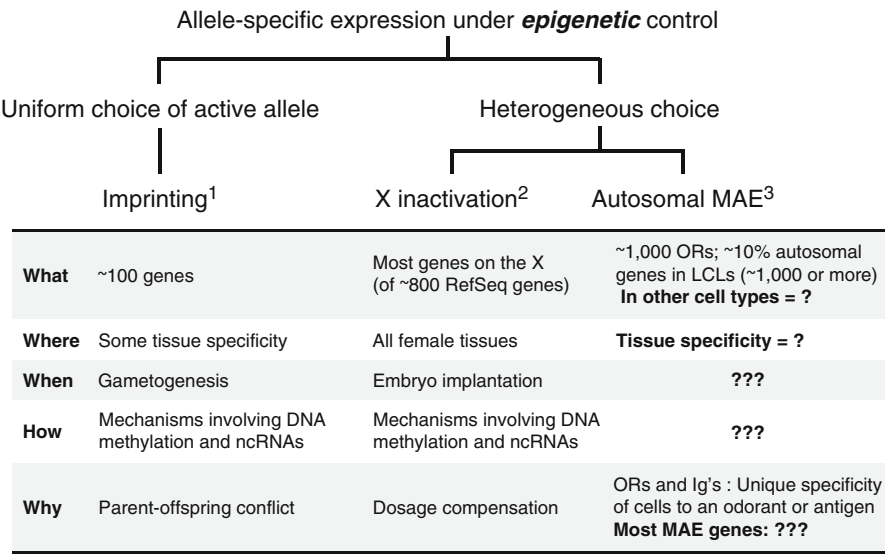 Allele-specific expression under epigenetic control
Uniform choice of active allele
Heterogeneous choice
Imprinting1
X inactivation2
Autosomal MAE3
What
~100 genes
Most genes on the X
(of ~800 RefSeq genes)
~1,000 ORs; ~10% autosomal
genes in LCLs (~1,000 or more)
In other cell types = ?
Where
Some tissue specificity
All female tissues
Tissue specificity = ?
When
Gametogenesis
Embryo implantation
???
How
Mechanisms involving DNA
methylation and ncRNAs
Mechanisms involving DNA
methylation and ncRNAs
???
Why
Parent-offspring conflict
Dosage compensation
ORs and Ig's : Unique specificity
of cells to an odorant or antigen
Most MAE genes: ???